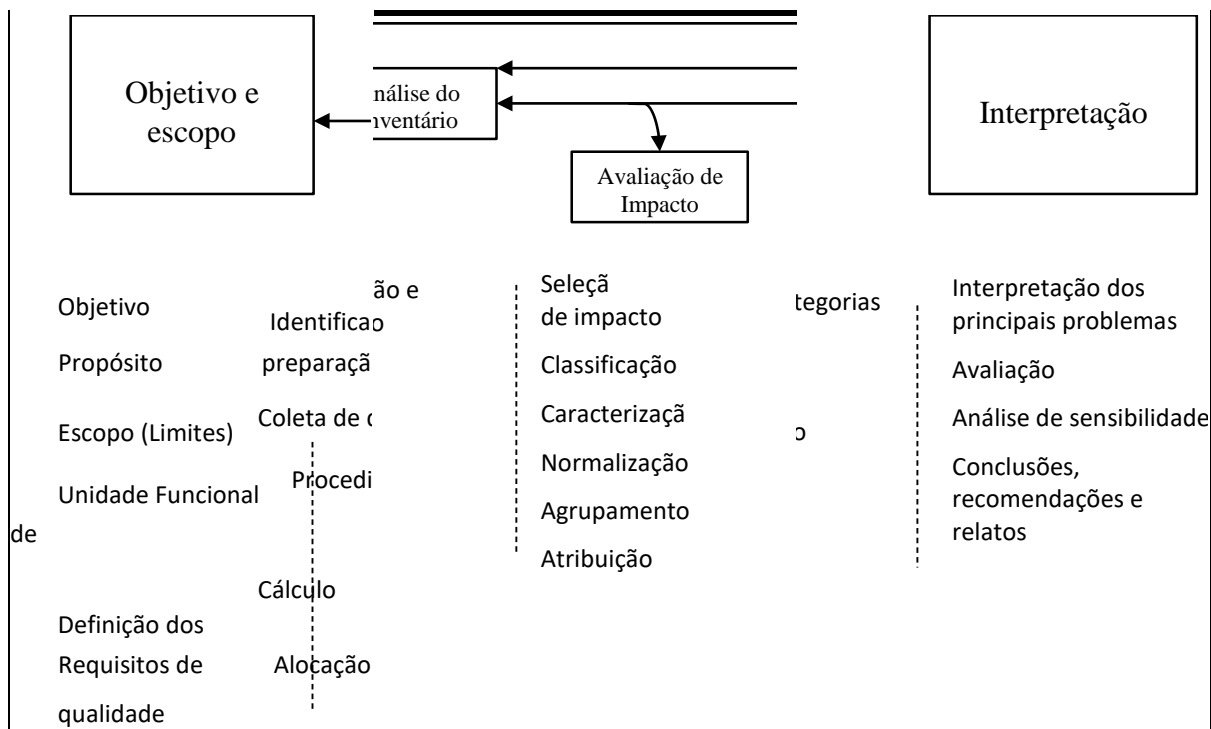 Objetivo e
escopo
nálise do
nventário
Avaliação de
Impacto
Interpretação
Objetivo
Propósito
Escopo (Limites)
Unidade Funcional
de
Definição dos
Requisitos de
qualidade
ão e
Identificao
preparaçã
Coleta de
Procedi
Cálculo
Alocação
Seleçã
tegorias
de impacto
Classificação
Caracterizaçã
o
Normalização
Agrupamento
Atribuição
Interpretação dos
principais problemas
Avaliação
Análise de sensibilidade
Conclusões,
recomendações e
relatos